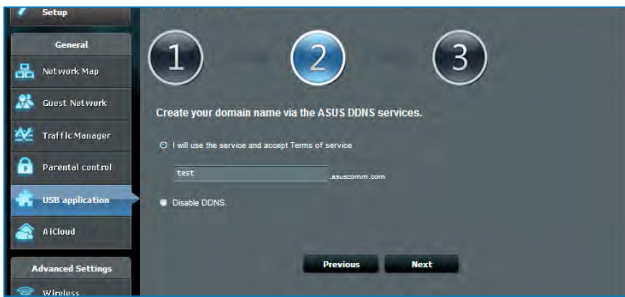 Setup
General
Network Map
Guest Network
Traffic Manager
Parental control
USB application
AiCloud
Advanced Settings
Wireless
1
2
3
Create your domain name via the ASUS DDNS services.
I will use the service and accept Terms of service
test .asuscomm.com
Disable DDNS.
Previous Next